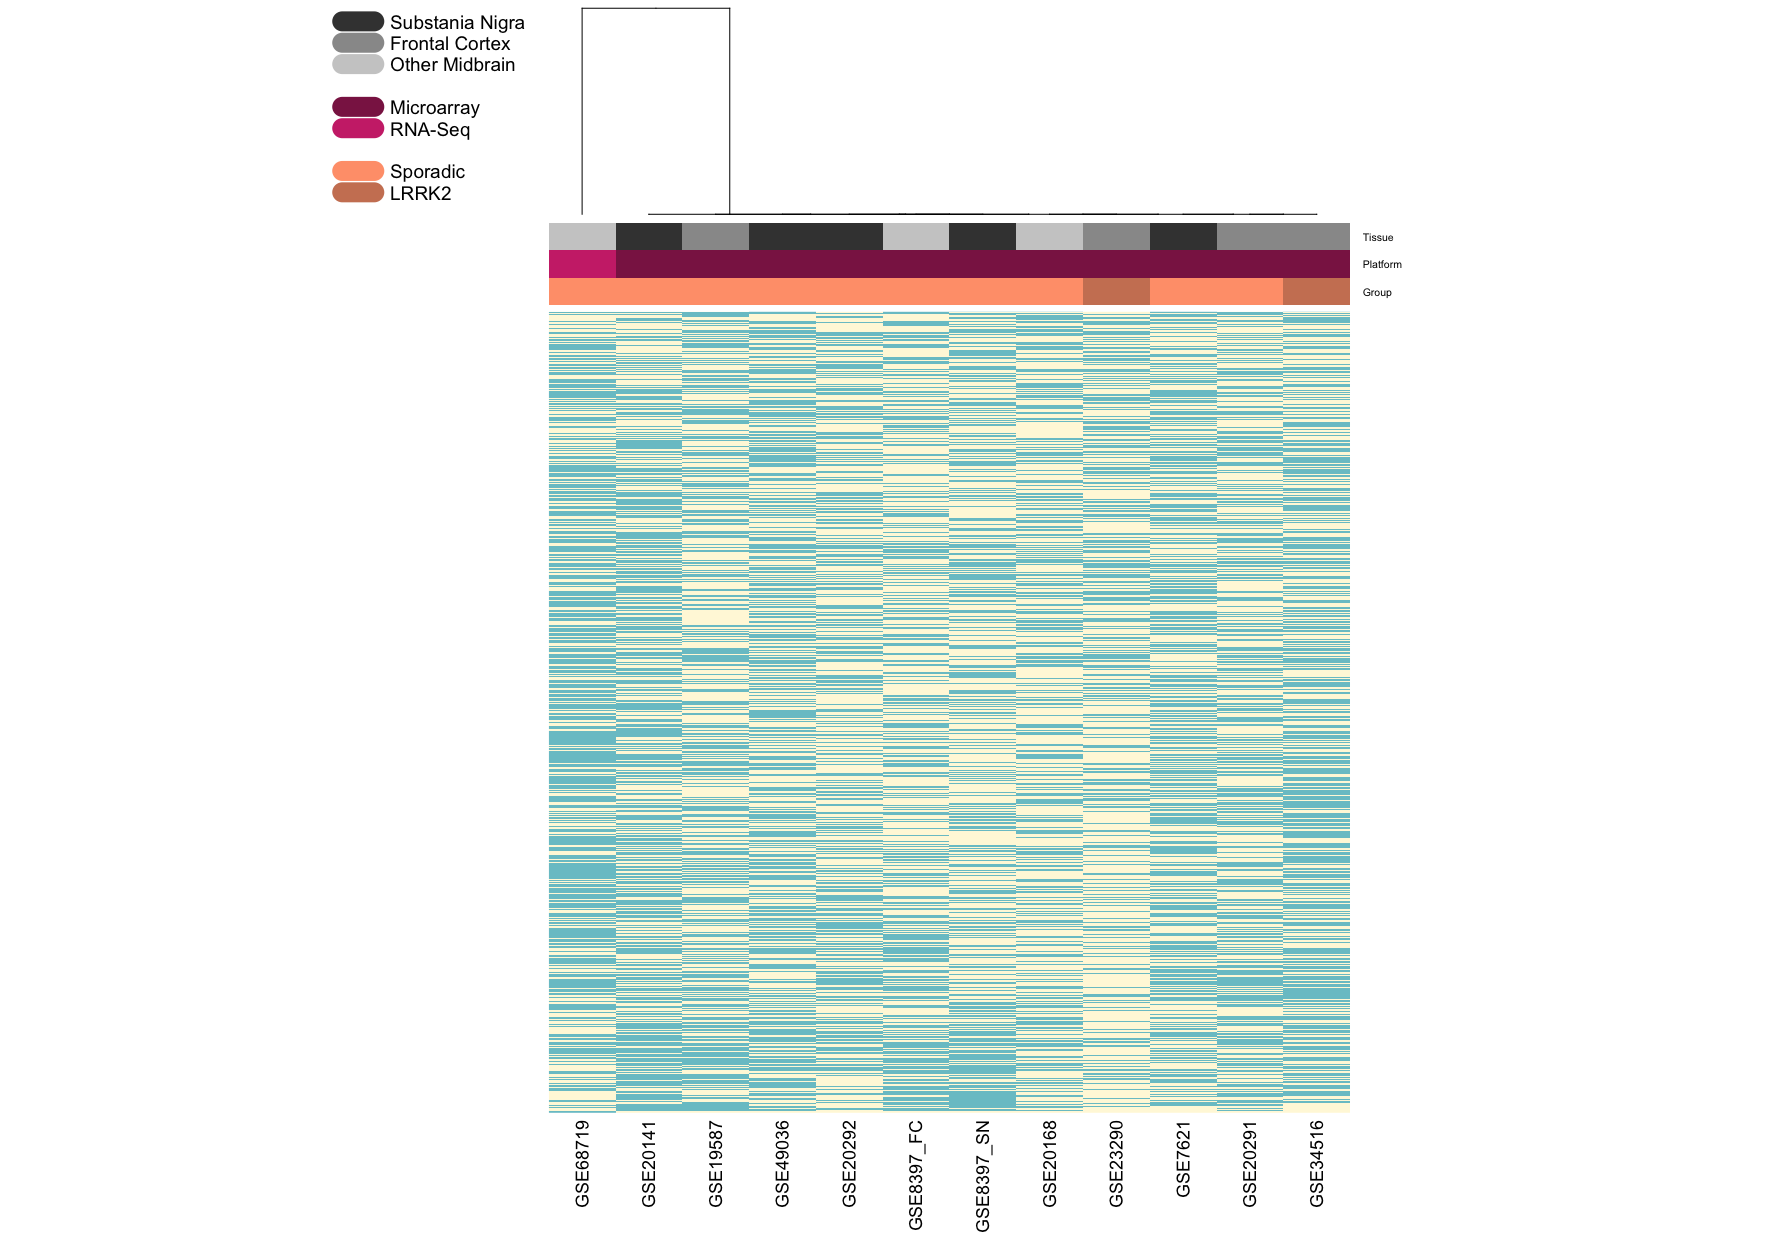 Substania Nigra
Frontal Cortex
Other Midbrain
Microarray
RNA-Seq
Sporadic
LRRK2
Tissue
Platform
Group
GSE68719
GSE20141
GSE19587
GSE49036
GSE20292
GSE8397_FC
GSE8397_SN
GSE20168
GSE23290
GSE7621
GSE20291
GSE34516